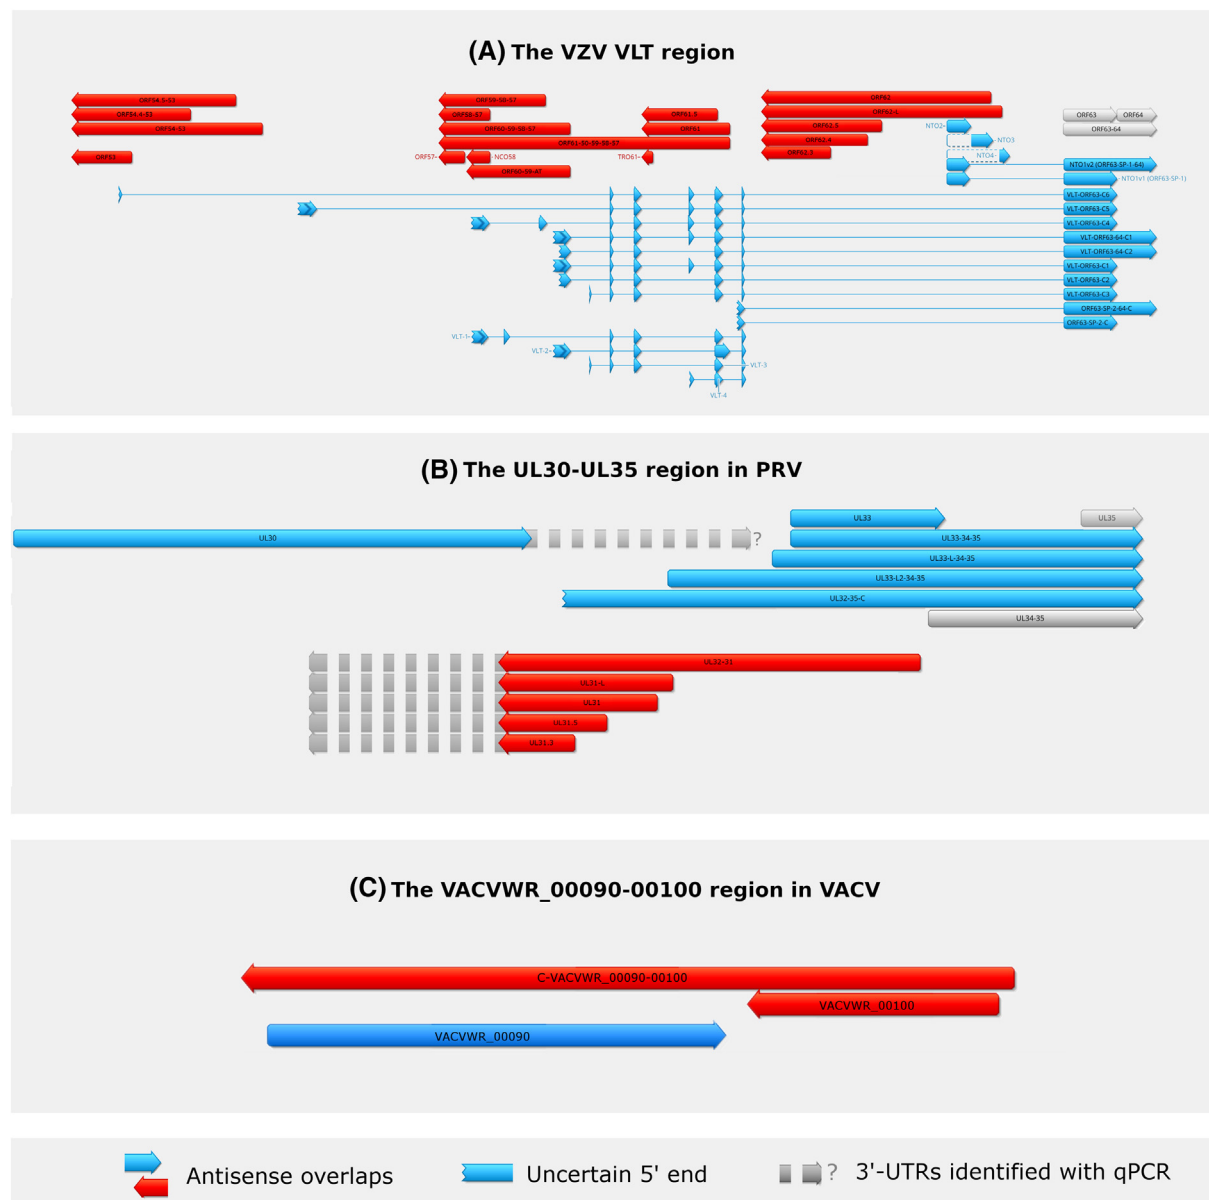 (A) The VZV VLT region
ORF54.5-53
ORF54.4-53
ORF54-53
ORF53
ORF59-58-57
ORF58-57
ORF60-59-58-57
ORF61-60-59-58-57
ORF57
NCO58
ORF60-59-AT
ORF61.5
ORF61
TRO61
ORF62
ORF62-L
ORF62.5
ORF62.4
ORF62.3
NTO2
NTO3
NTO4
ORF63
ORF64
ORF63-64
NTO1v2 (ORF63-SP-1-64)
NTO1v1 (ORF63-SP-1)
VLT-ORF63-C6
VLT-ORF63-C5
VLT-ORF63-C4
VLT-ORF63-64-C1
VLT-ORF63-64-C2
VLT-ORF63-C1
VLT-ORF63-C2
VLT-ORF63-C3
ORF63-SP-2-64-C
ORF63-SP-2-C
VLT-1
VLT-2
VLT-3
VLT-4
(B) The UL30-UL35 region in PRV
UL30
?
UL33
UL35
UL33-34-35
UL33-L-34-35
UL33-L2-34-35
UL32-35-C
UL34-35
UL32-31
UL31-L
UL31
UL31.5
UL31.3
(C) The VACVWR_00090-00100 region in VACV
C-VACVWR_00090-00100
VACVWR_00100
VACVWR_00090
Antisense overlaps
Uncertain 5' end
? 3'-UTRs identified with qPCR